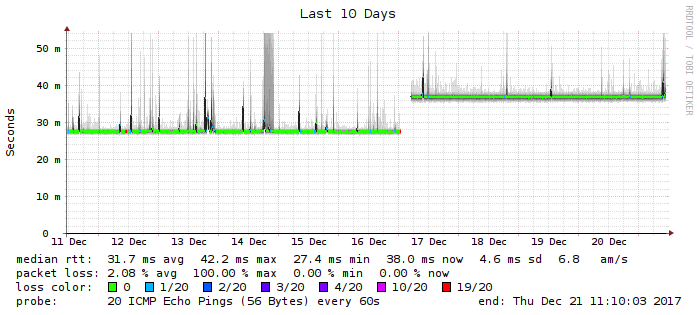 Last 10 Days
RRDTOOL / TOBI OETIKER
Seconds
50 m
40 m
30 m
20 m
10 m
0
11 Dec 12 Dec 13 Dec 14 Dec 15 Dec 16 Dec 17 Dec 18 Dec 19 Dec 20 Dec
median rtt: 31.7 ms avg 42.2 ms max 27.4 ms min 38.0 ms now 4.6 ms sd 6.8 am/s
packet loss: 2.08 % avg 100.00 % max 0.00 % min 0.00 % now
loss color: 0 1/20 2/20 3/20 4/20 10/20 19/20
probe: 20 ICMP Echo Pings (56 Bytes) every 60s end: Thu Dec 21 11:10:03 2017